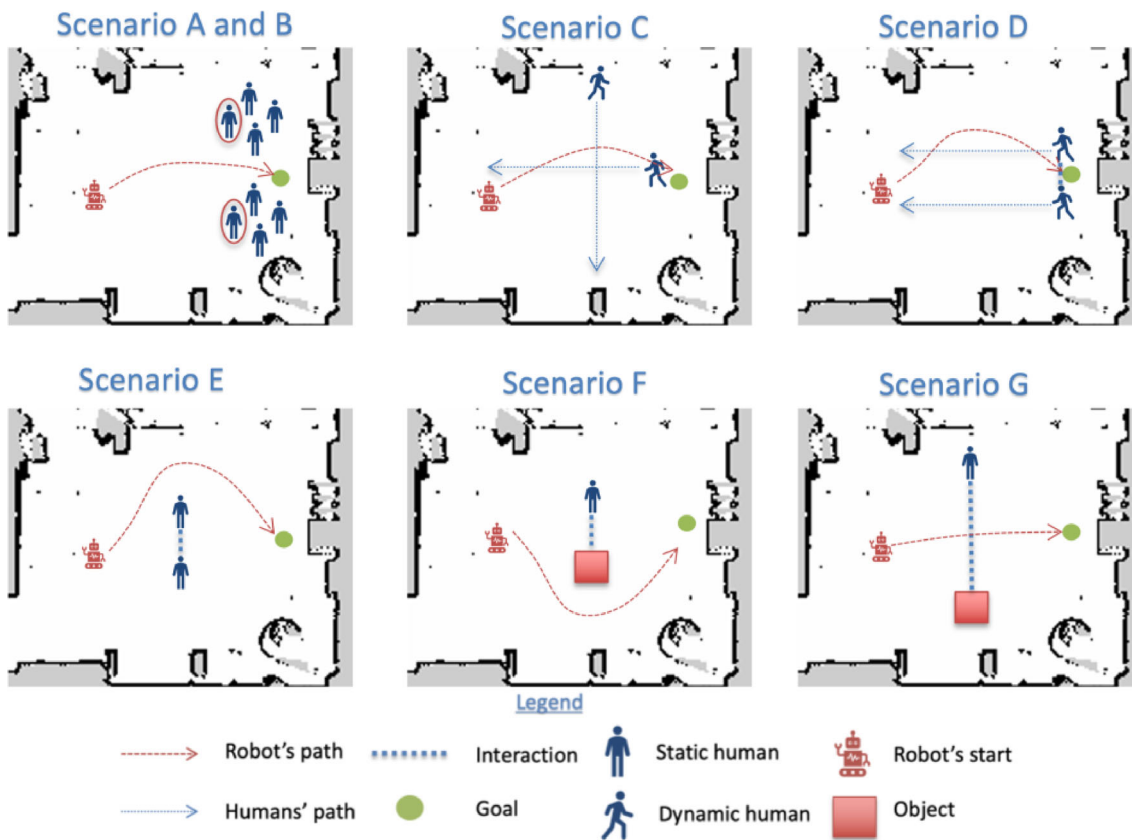 Scenario A and B
Scenario C
Scenario D
Scenario E
Scenario F
Scenario G
Legend
Robot's path
Interaction
Static human
Robot's start
Humans' path
Goal
Dynamic human
Object